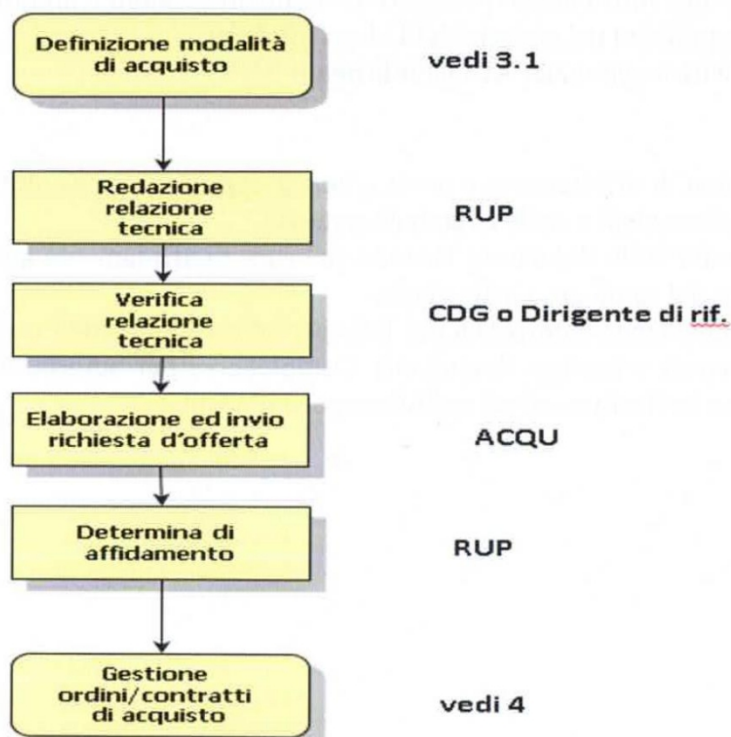 Definizione modalità
di acquisto
vedi 3.1
Redazione
relazione
tecnica
RUP
Verifica
relazione
tecnica
CDG o Dirigente di rif.
Elaborazione ed invio
richiesta d'offerta
ACQU
Determina di
affidamento
RUP
Gestione
ordini/contratti
di acquisto
vedi 4